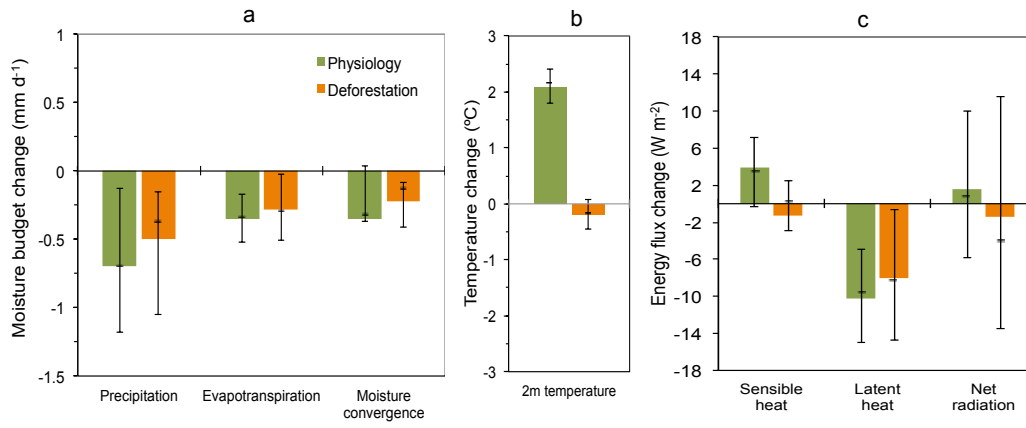 a
Moisture budget change (mm d⁻¹)
1
0.5
0
-0.5
-1
-1.5
Physiology
Deforestation
Precipitation
Evapotranspiration
Moisture
convergence
b
Temperature change (ºC)
3
2
1
0
-1
-2
-3
2m temperature
c
Energy flux change (W m⁻²)
18
14
10
6
2
-2
-6
-10
-14
-18
Sensible
heat
Latent
heat
Net
radiation